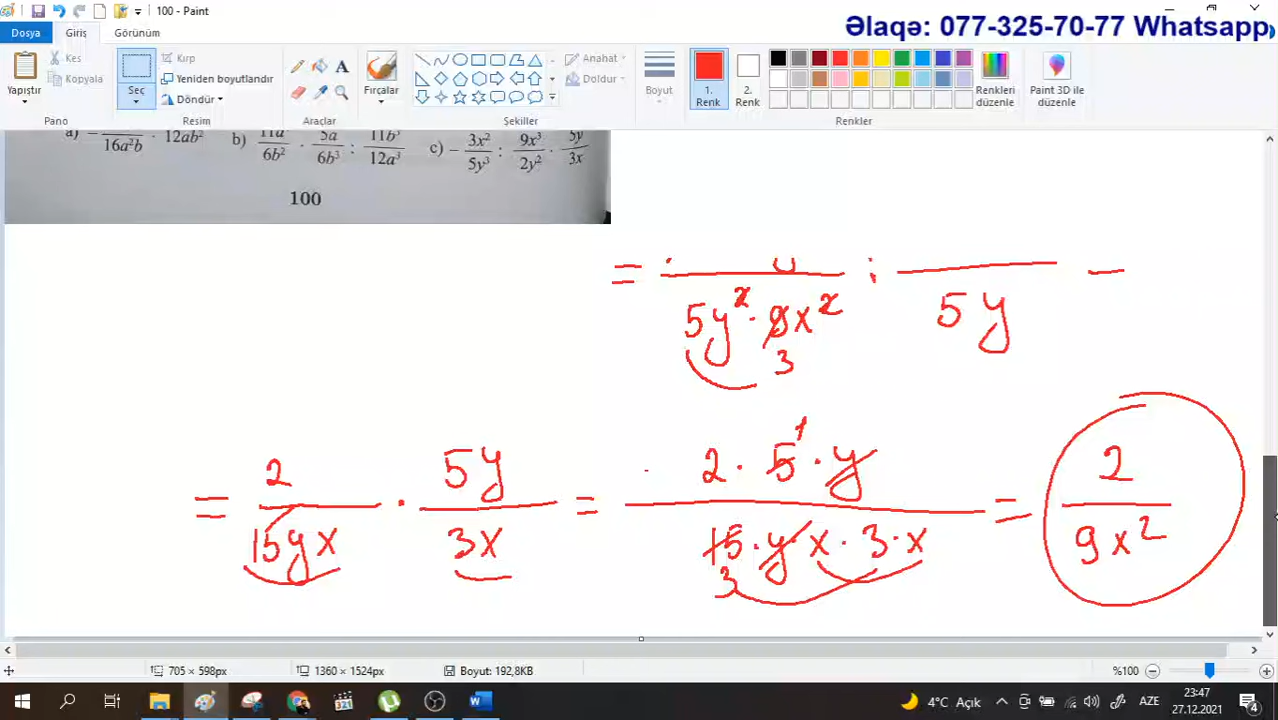 100 - Paint
Əlaqə: 077-325-70-77 Whatsapp
Dosya Giriş Görünüm
Yapıştır
Kes
Kopyala
Pano
Seç
Kırp
Yeniden boyutlandır
Döndür
Resim
A
Araçlar
Fırçalar
Anahat
Doldur
Şekiller
Boyut
1. Renk
2. Renk
Renkleri düzenle
Paint 3D ile düzenle
Renkler
a) − /16a²b · 12ab² b) 11a/6b² · 5a/6b³ : 11b³/12a³ c) − 3x²/5y³ : 9x³/2y² · 5y/3x
100
= /5y² · 9x² : /5y −
3
= 2/15yx · 5y/3x = 2 · 5 · y/15 · y · x · 3 · x = 2/9x²
1
3
705 × 598px 1360 × 1524px Boyut: 192,8KB %100
4°C Açık AZE 23:47
27.12.2021 4